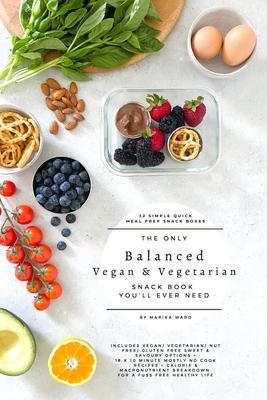 32 SIMPLE QUICK
MEAL PREP SNACK BOXES
THE ONLY
Balanced
Vegan & Vegetarian
SNACK BOOK
YOU'LL EVER NEED
BY MARIKA WARD
INCLUDES VEGAN/ VEGETARIAN/ NUT
FREE/ GLUTEN FREE SWEET &
SAVOURY OPTIONS +
18 X 10 MINUTE MOSTLY NO COOK
RECIPES + CALORIE &
MACRONUTRIENT BREAKDOWN
FOR A FUSS FREE HEALTHY LIFE